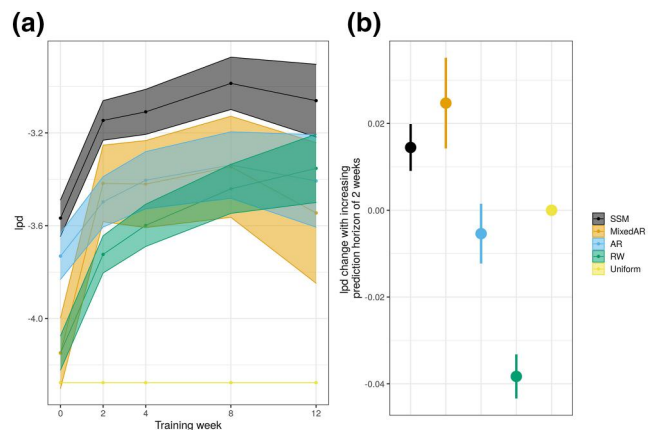 (a)
(b)
lpd
-3.2
-3.6
-4.0
0
2
4
8
12
Training week
lpd change with increasing
prediction horizon of 2 weeks
0.02
0.00
-0.02
-0.04
SSM
MixedAR
AR
RW
Uniform